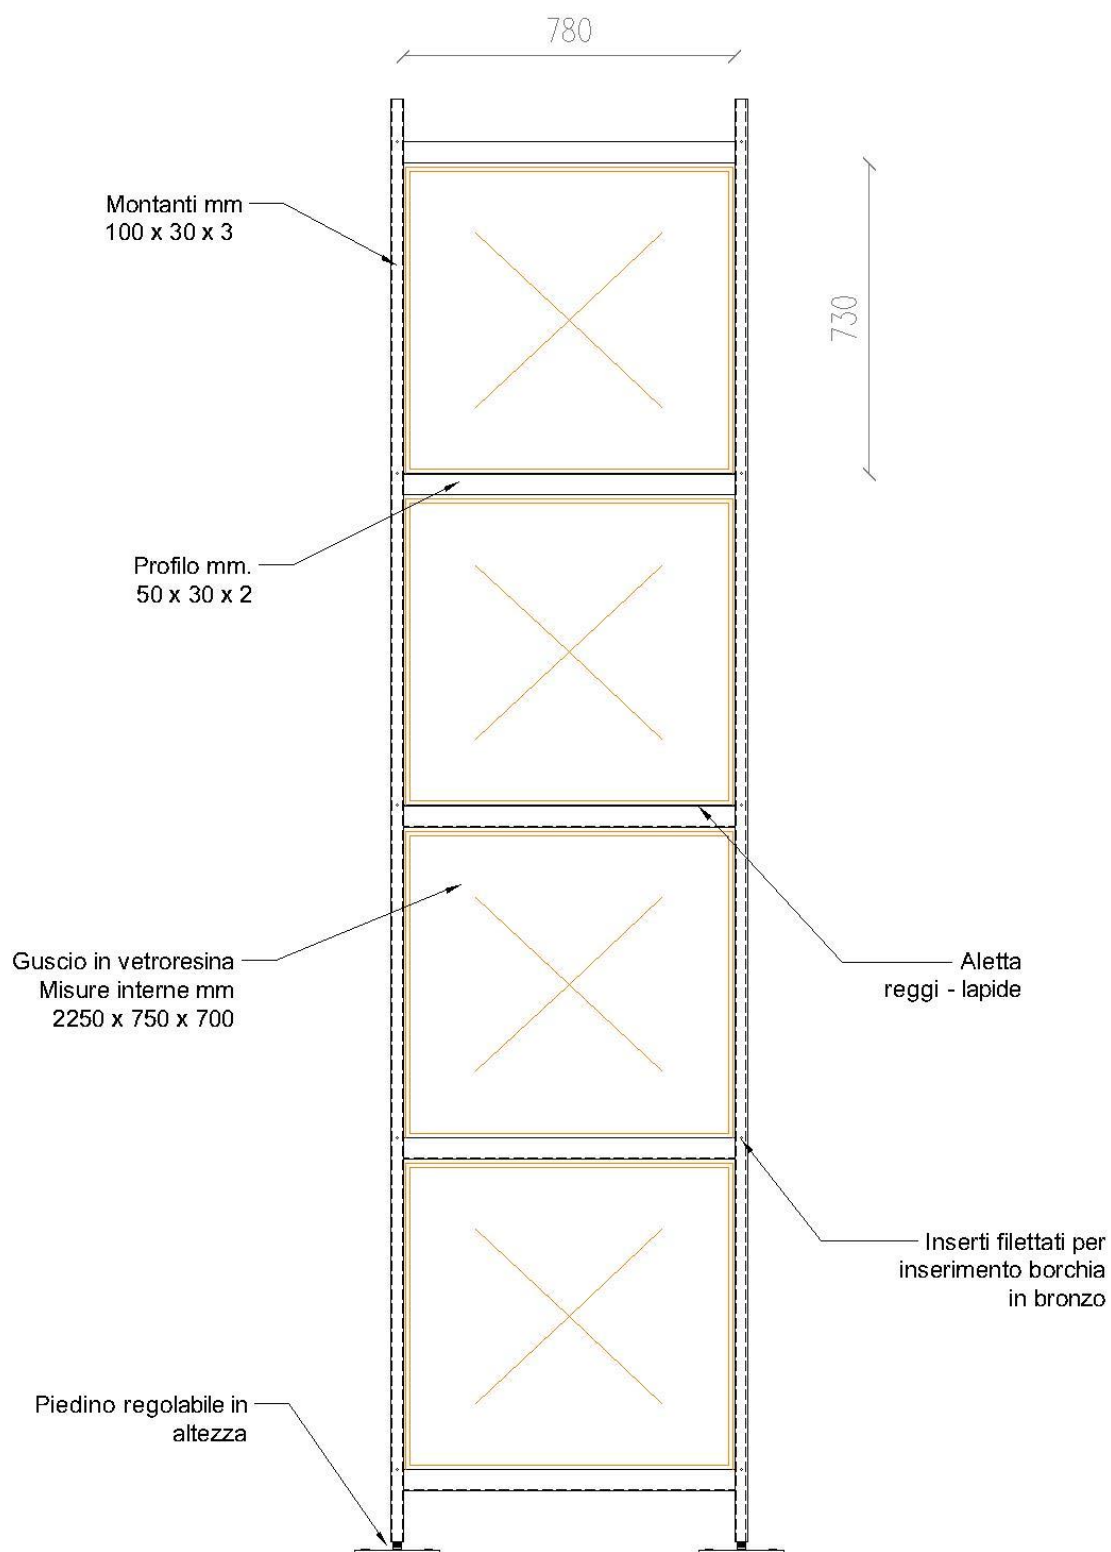 780
Montanti mm
100 x 30 x 3
730
Profilo mm.
50 x 30 x 2
Guscio in vetroresina
Misure interne mm
2250 x 750 x 700
Aletta
reggi - lapide
Inserti filettati per
inserimento borchia
in bronzo
Piedino regolabile in
altezza